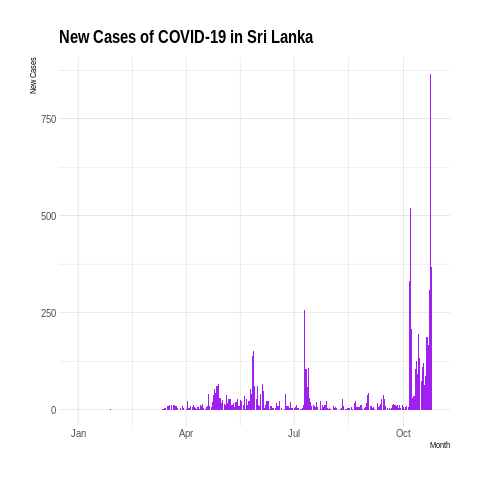 New Cases of COVID-19 in Sri Lanka
New Cases
750
500
250
0
Jan Apr Jul Oct
Month